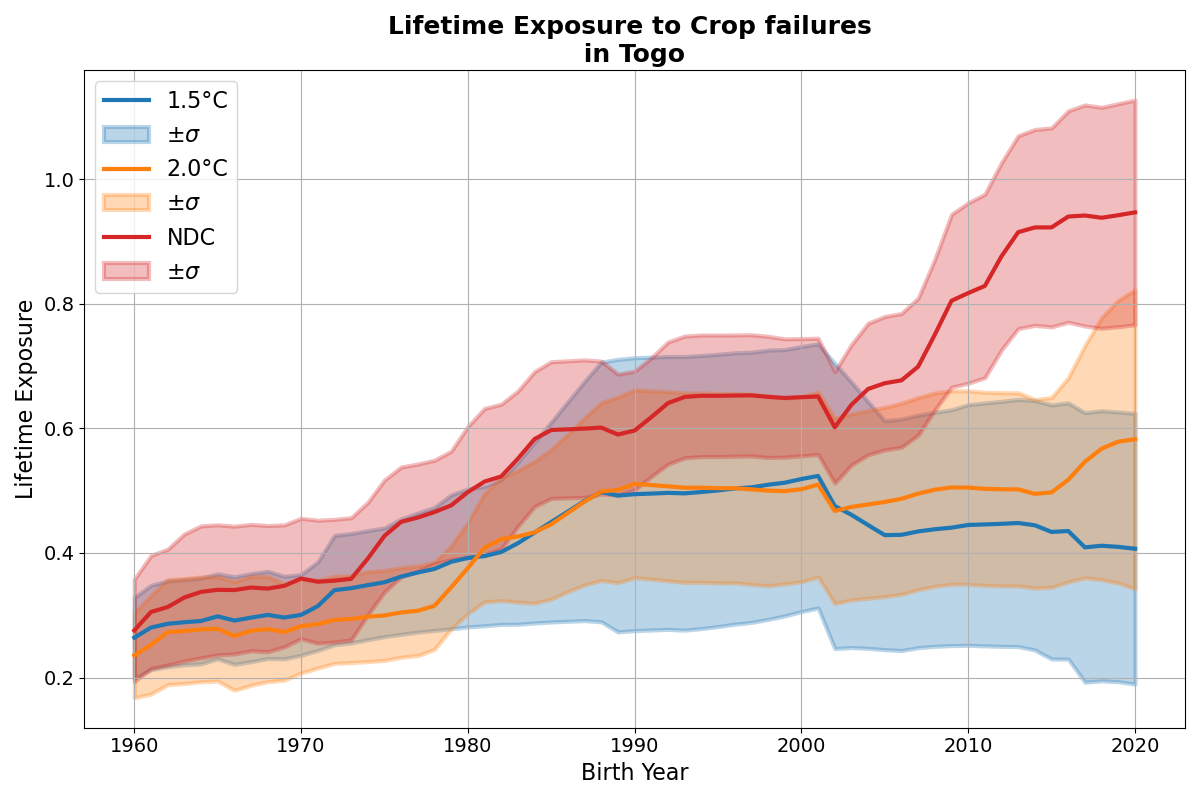 Lifetime Exposure to Crop failures
in Togo
1.5°C
±σ
2.0°C
±σ
NDC
±σ
Lifetime Exposure
1.0
0.8
0.6
0.4
0.2
1960 1970 1980 1990 2000 2010 2020
Birth Year